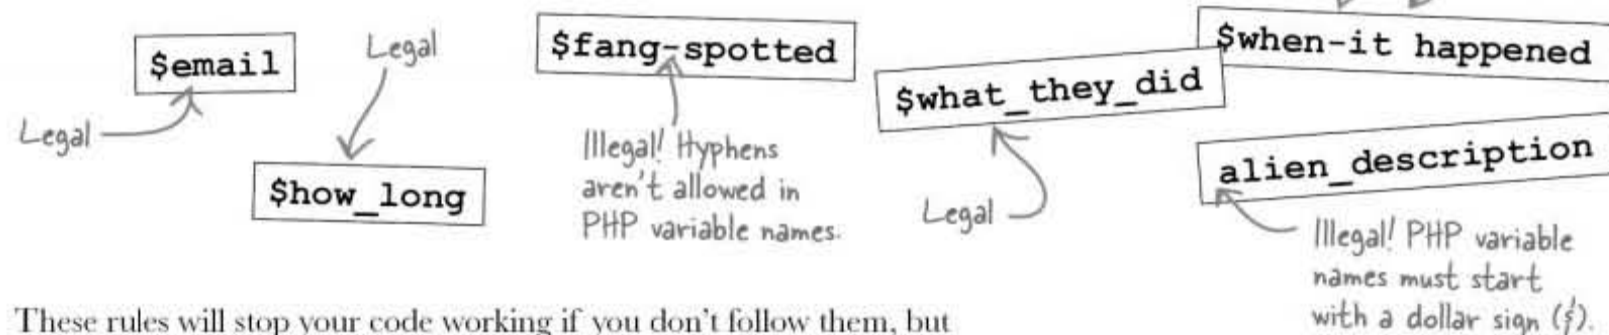 $email
Legal
Legal
$how_long
$fang-spotted
Illegal! Hyphens
aren't allowed in
PHP variable names.
$what_they_did
Legal
$when-it happened
alien_description
Illegal! PHP variable
names must start
with a dollar sign ($).
These rules will stop your code working if you don't follow them, but